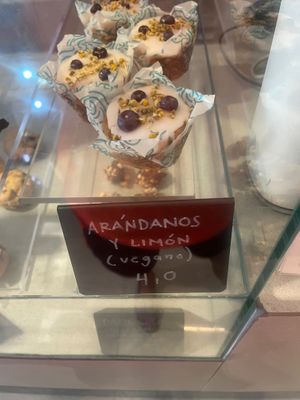 ARÁNDANOS
Y LIMÓN
(vegano)
4,0